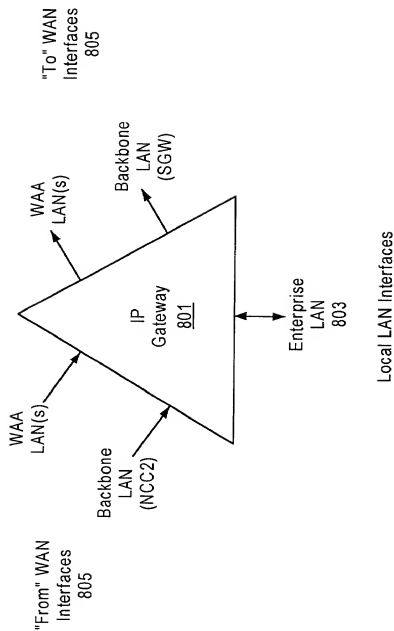 "From" WAN
Interfaces
805
"To" WAN
Interfaces
805
WAA
LAN(s)
WAA
LAN(s)
Backbone
LAN
(NCC2)
Backbone
LAN
(SGW)
IP
Gateway
801
Enterprise
LAN
803
Local LAN Interfaces